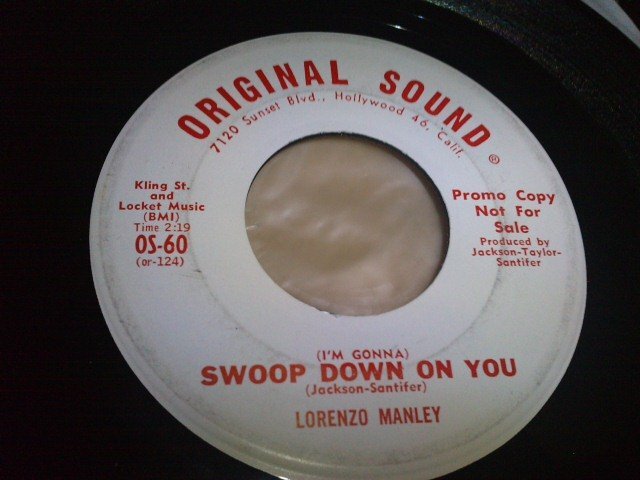 ORIGINAL SOUND®
7120 Sunset Blvd., Hollywood 46, Calif.
Kling St.
and
Locket Music
(BMI)
Time 2:19
OS-60
(or-124)
Promo Copy
Not For
Sale
Produced by
Jackson-Taylor-
Santifer
(I'M GONNA)
SWOOP DOWN ON YOU
(Jackson-Santifer)
LORENZO MANLEY